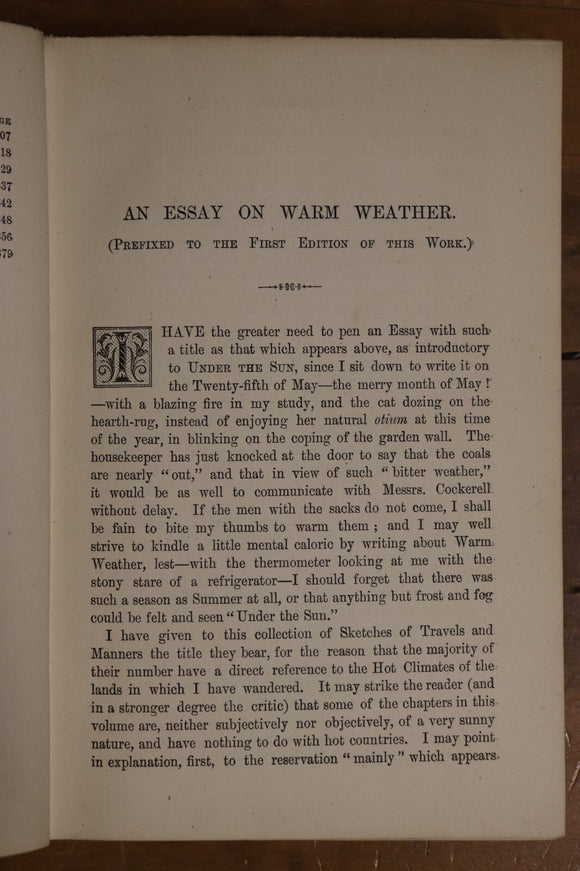 GE
07
18
29
37
42
48
56
79
AN ESSAY ON WARM WEATHER.
(PREFIXED TO THE FIRST EDITION OF THIS WORK.)
I HAVE the greater need to pen an Essay with such
a title as that which appears above, as introductory
to UNDER THE SUN, since I sit down to write it on
the Twenty-fifth of May—the merry month of May!
—with a blazing fire in my study, and the cat dozing on the
hearth-rug, instead of enjoying her natural otium at this time
of the year, in blinking on the coping of the garden wall. The
housekeeper has just knocked at the door to say that the coals
are nearly "out," and that in view of such "bitter weather,"
it would be as well to communicate with Messrs. Cockerell
without delay. If the men with the sacks do not come, I shall
be fain to bite my thumbs to warm them; and I may well
strive to kindle a little mental caloric by writing about Warm
Weather, lest—with the thermometer looking at me with the
stony stare of a refrigerator—I should forget that there was
such a season as Summer at all, or that anything but frost and fog
could be felt and seen "Under the Sun."
I have given to this collection of Sketches of Travels and
Manners the title they bear, for the reason that the majority of
their number have a direct reference to the Hot Climates of the
lands in which I have wandered. It may strike the reader (and
in a stronger degree the critic) that some of the chapters in this
volume are, neither subjectively nor objectively, of a very sunny
nature, and have nothing to do with hot countries. I may point
in explanation, first, to the reservation "mainly" which appears